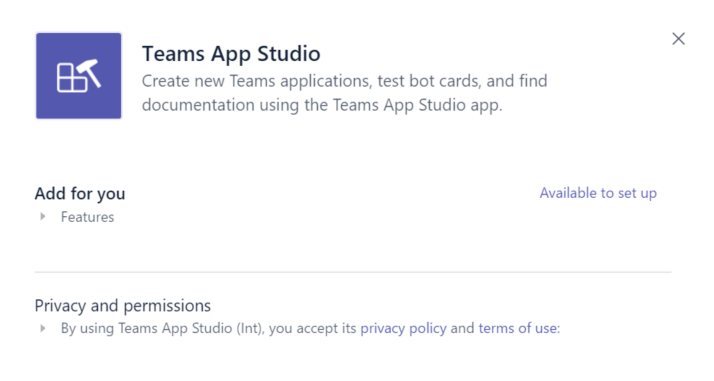 Teams App Studio
Create new Teams applications, test bot cards, and find
documentation using the Teams App Studio app.
Add for you
Available to set up
Features
Privacy and permissions
By using Teams App Studio (Int), you accept its privacy policy and terms of use: